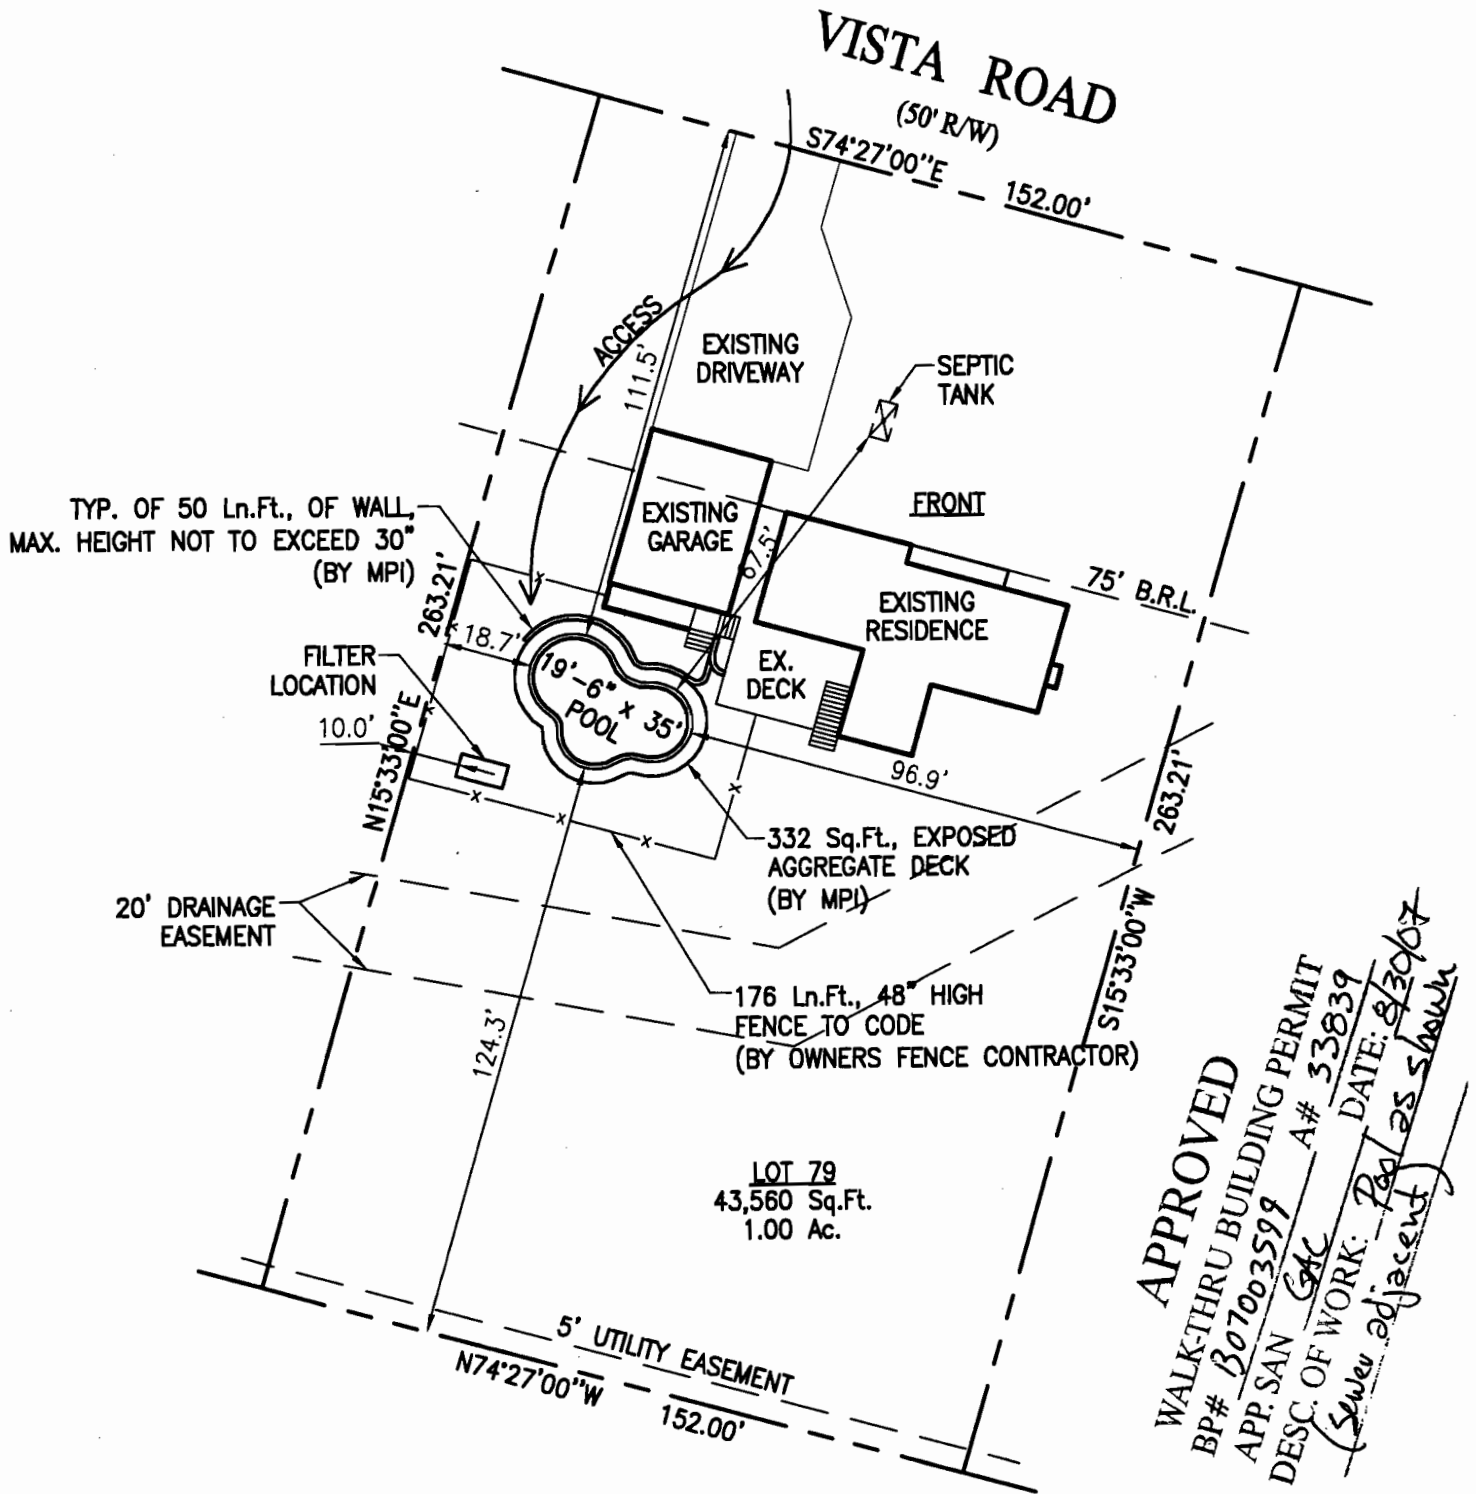 VISTA ROAD
(50' R/W)
S74°27'00"E
152.00'
ACCESS
111.5'
EXISTING
DRIVEWAY
SEPTIC
TANK
TYP. OF 50 Ln.Ft., OF WALL,
MAX. HEIGHT NOT TO EXCEED 30"
(BY MPI)
EXISTING
GARAGE
FRONT
67.5'
75' B.R.L.
EXISTING
RESIDENCE
263.21'
18.7'
FILTER
LOCATION
EX.
DECK
19'-6" x 35'
POOL
10.0'
N15°33'00"E
96.9'
263.21'
332 Sq.Ft., EXPOSED
AGGREGATE DECK
(BY MPI)
20' DRAINAGE
EASEMENT
S15°33'00"W
176 Ln.Ft., 48" HIGH
FENCE TO CODE
(BY OWNERS FENCE CONTRACTOR)
124.3'
LOT 79
43,560 Sq.Ft.
1.00 Ac.
5' UTILITY EASEMENT
N74°27'00"W
152.00'
APPROVED
WALK-THRU BUILDING PERMIT
BP# B07003599 A# 33839
APP. SAN GAC DATE: 8/30/07
DESC. OF WORK: Pool as shown
(sewer adjacent)